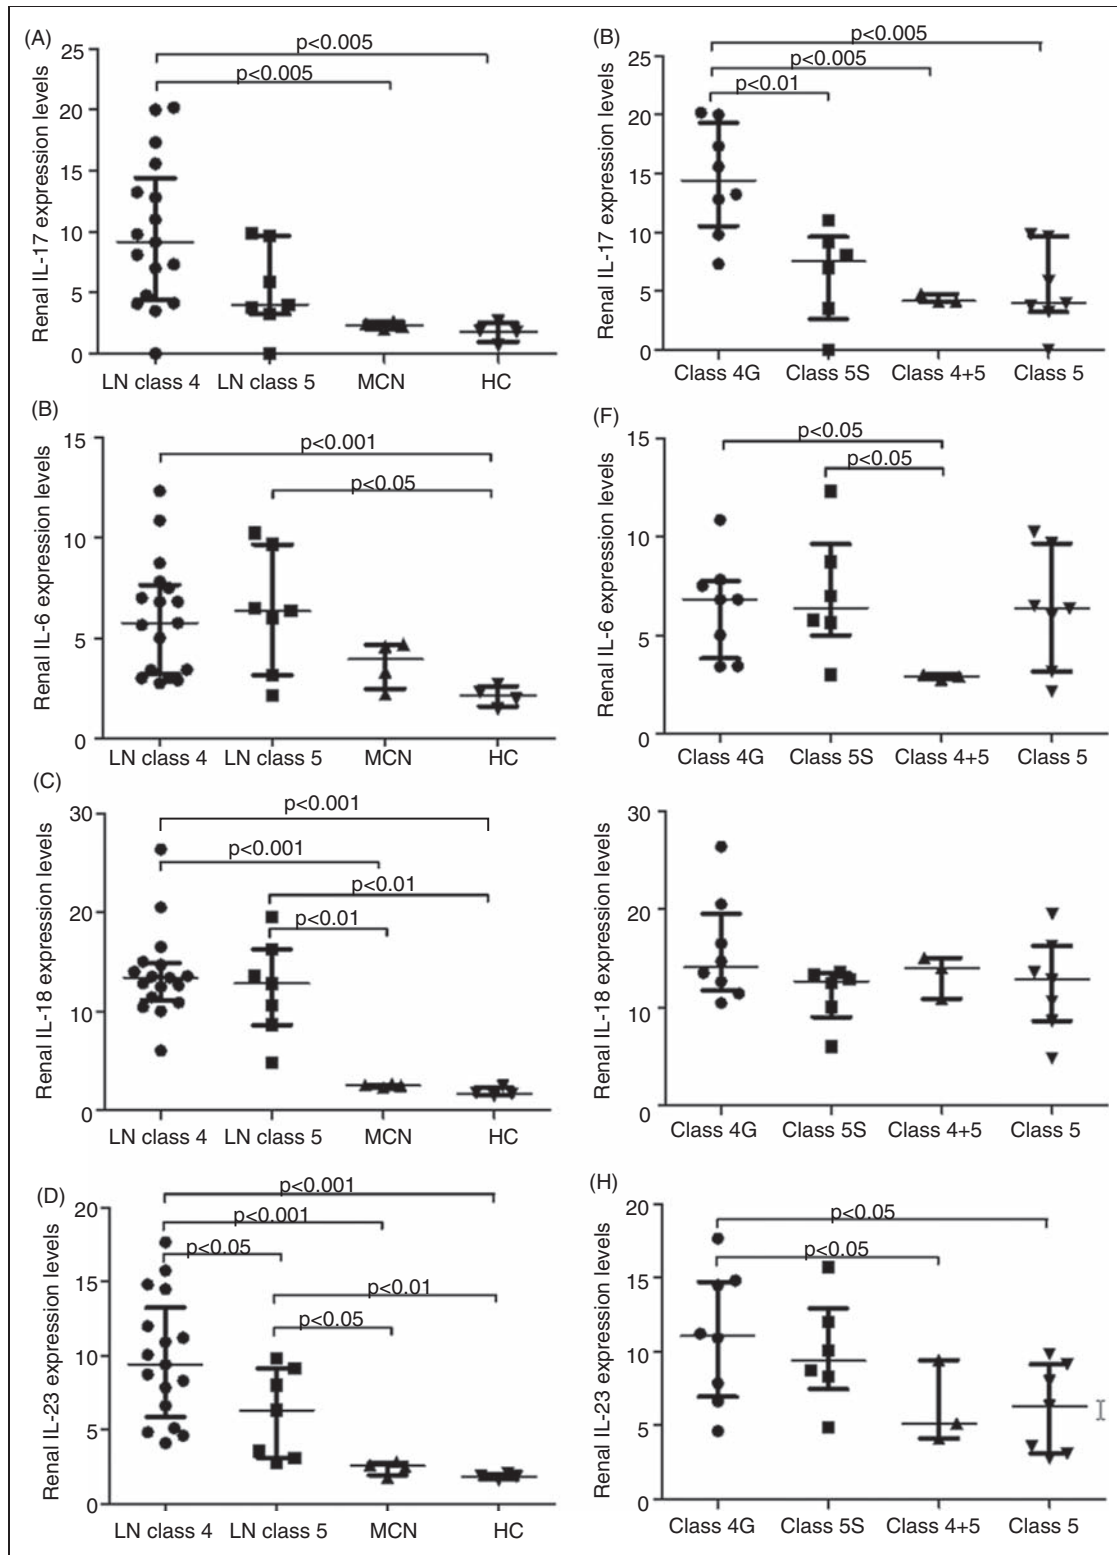 (A)
Renal IL-17 expression levels
25
20
15
10
5
0
p<0.005
p<0.005
LN class 4 LN class 5 MCN HC
(B)
Renal IL-17 expression levels
25
20
15
10
5
0
p<0.005
p<0.005
p<0.01
Class 4G Class 5S Class 4+5 Class 5
(B)
Renal IL-6 expression levels
15
10
5
0
p<0.001
p<0.05
LN class 4 LN class 5 MCN HC
(F)
Renal IL-6 expression levels
15
10
5
0
p<0.05
p<0.05
Class 4G Class 5S Class 4+5 Class 5
(C)
Renal IL-18 expression levels
30
20
10
0
p<0.001
p<0.001
p<0.01
p<0.01
LN class 4 LN class 5 MCN HC
Renal IL-18 expression levels
30
20
10
0
Class 4G Class 5S Class 4+5 Class 5
(D)
Renal IL-23 expression levels
20
15
10
5
0
p<0.001
p<0.001
p<0.05
p<0.01
p<0.05
LN class 4 LN class 5 MCN HC
(H)
Renal IL-23 expression levels
20
15
10
5
0
p<0.05
p<0.05
Class 4G Class 5S Class 4+5 Class 5